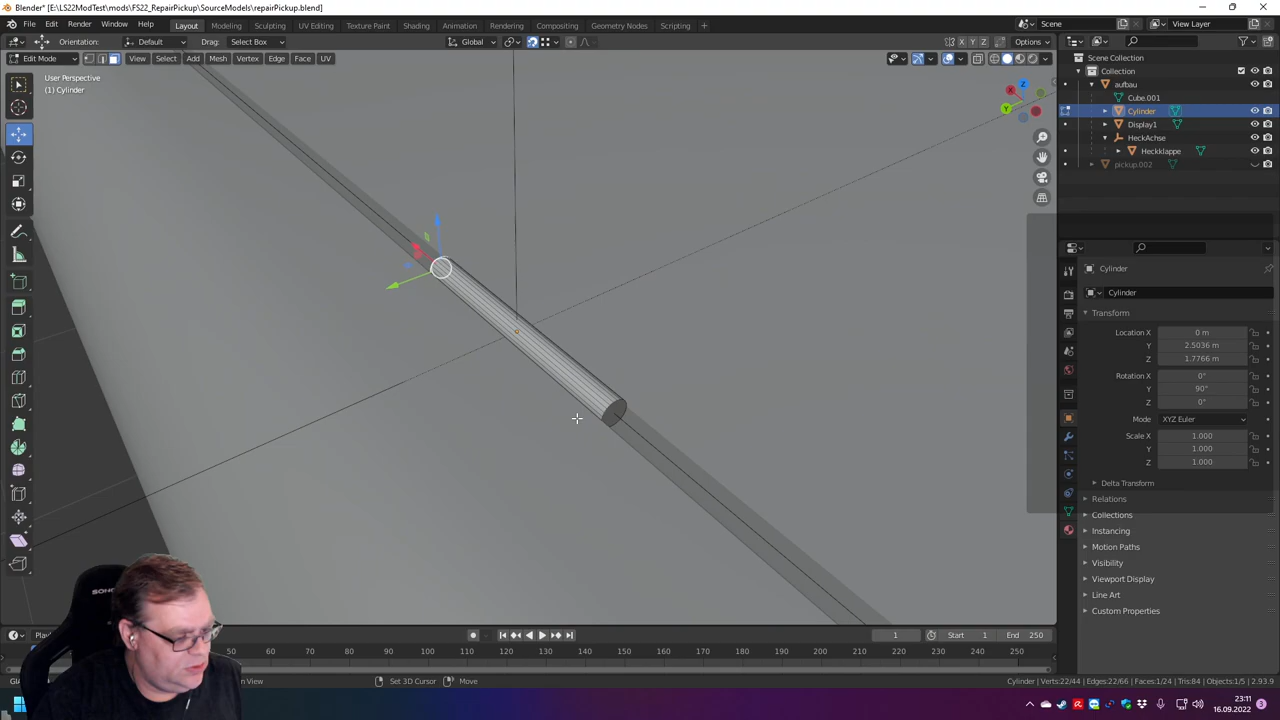 Blender* [E:\LS22ModTest\mods\FS22_RepairPickup\SourceModels\repairPickup.blend]
File Edit Render Window Help Layout Modeling Sculpting UV Editing Texture Paint Shading Animation Rendering Compositing Geometry Nodes Scripting + Scene View Layer
Orientation: Default Drag: Select Box Global X Y Z Options
Edit Mode View Select Add Mesh Vertex Edge Face UV
User Perspective
(1) Cylinder
Scene Collection
Collection
aufbau
Cube.001
Cylinder
Display1
HeckAchse
Heckklappe
pickup.002
Z
X
Y
Cylinder
Cylinder
Transform
Location X 0 m
Y 2.5036 m
Z 1.7766 m
Rotation X 0°
Y 90°
Z 0°
Mode XYZ Euler
Scale X 1.000
Y 1.000
Z 1.000
Delta Transform
Relations
Collections
Instancing
Motion Paths
Visibility
Viewport Display
Line Art
Custom Properties
1 Start 1 End 250
50 60 70 80 90 100 110 120 130 140 150 160 170 180 190 200 210 220 230 240 250
n View Set 3D Cursor Move Cylinder | Verts:22/44 | Edges:22/66 | Faces:1/24 | Tris:84 | Objects:1/5 | 2.93.9
SONGM
23:11
16.09.2022